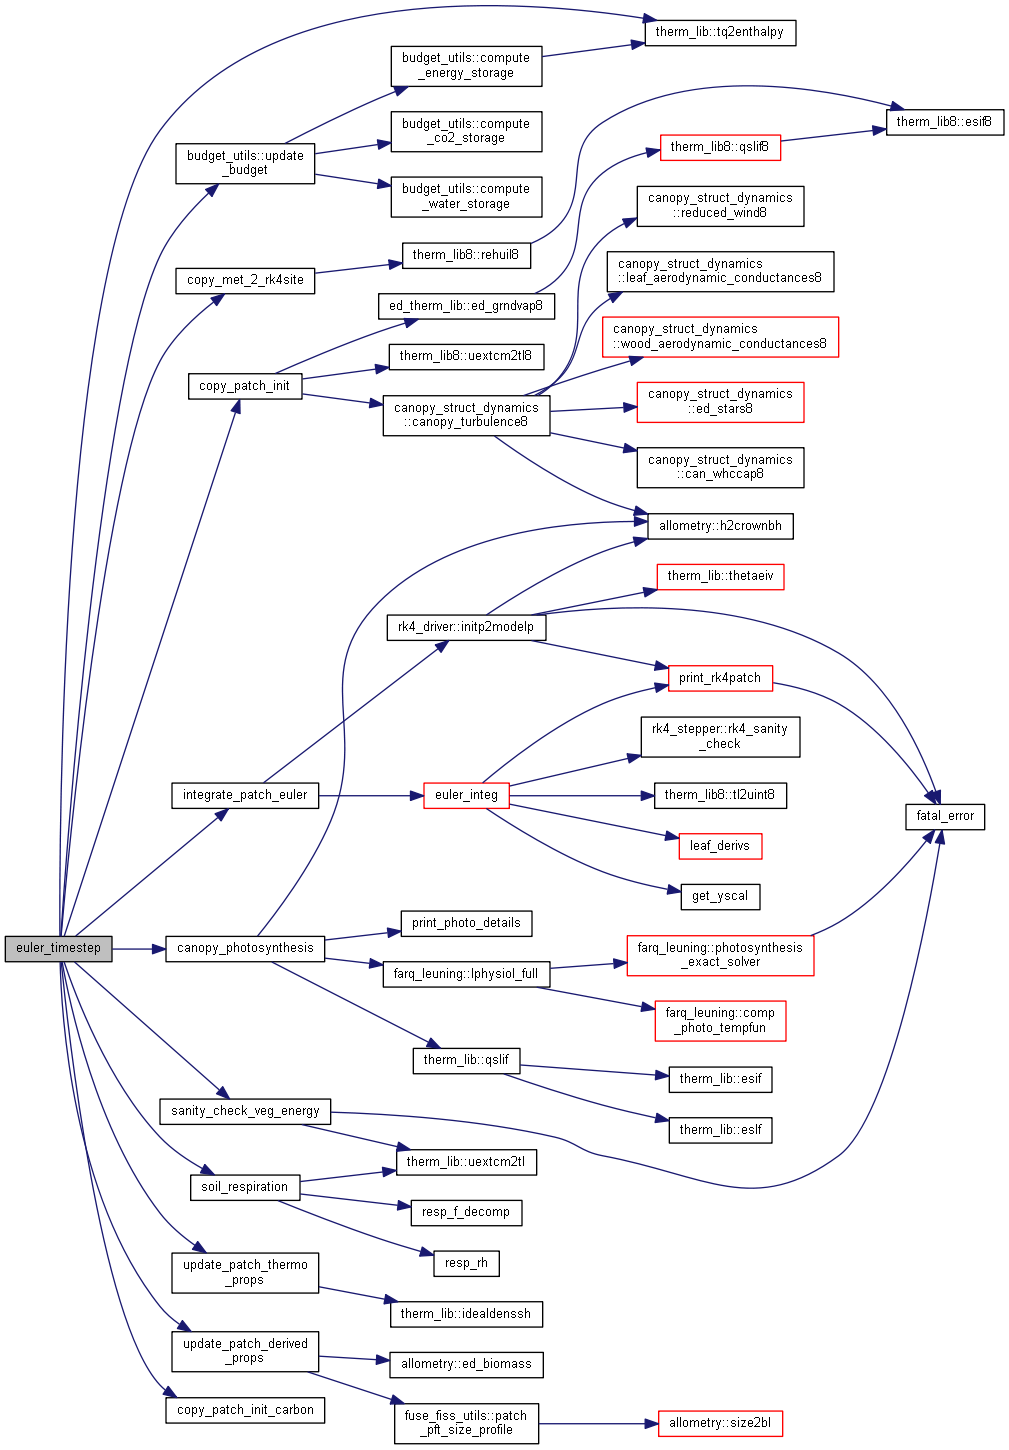 therm_lib::tq2enthalpy
budget_utils::compute
_energy_storage
therm_lib8::esif8
budget_utils::compute
_co2_storage
therm_lib8::qslif8
budget_utils::update
_budget
budget_utils::compute
_water_storage
canopy_struct_dynamics
::reduced_wind8
therm_lib8::rehuil8
canopy_struct_dynamics
::leaf_aerodynamic_conductances8
copy_met_2_rk4site
ed_therm_lib::ed_grndvap8
canopy_struct_dynamics
::wood_aerodynamic_conductances8
therm_lib8::uextcm2tl8
copy_patch_init
canopy_struct_dynamics
::ed_stars8
canopy_struct_dynamics
::canopy_turbulence8
canopy_struct_dynamics
::can_whccap8
allometry::h2crownbh
therm_lib::thetaeiv
rk4_driver::initp2modelp
print_rk4patch
rk4_stepper::rk4_sanity
_check
integrate_patch_euler
euler_integ
therm_lib8::tl2uint8
fatal_error
leaf_derivs
get_yscal
print_photo_details
euler_timestep
canopy_photosynthesis
farq_leuning::photosynthesis
_exact_solver
farq_leuning::lphysiol_full
farq_leuning::comp
_photo_tempfun
therm_lib::qslif
therm_lib::esif
sanity_check_veg_energy
therm_lib::eslf
therm_lib::uextcm2tl
soil_respiration
resp_f_decomp
resp_rh
update_patch_thermo
_props
therm_lib::idealdenssh
update_patch_derived
_props
allometry::ed_biomass
copy_patch_init_carbon
fuse_fiss_utils::patch
_pft_size_profile
allometry::size2bl